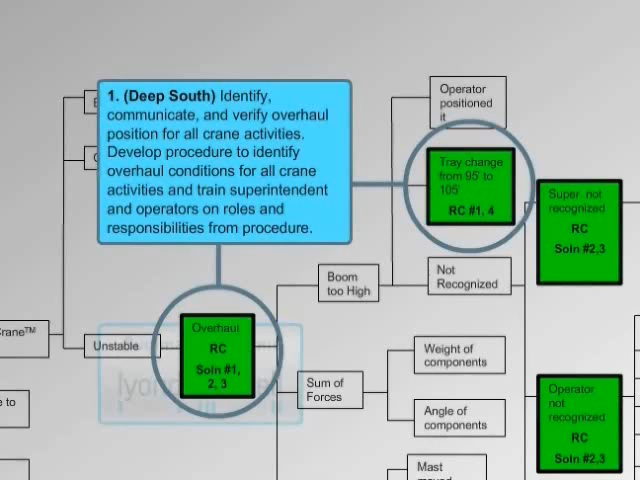 1. (Deep South) Identify,
communicate, and verify overhaul
position for all crane activities.
Develop procedure to identify
overhaul conditions for all crane
activities and train superintendent
and operators on roles and
responsibilities from procedure.
Operator
positioned
it
Tray change
from 95' to
105'
RC #1, 4
Super not
recognized
RC
Soln #2,3
Boom
too High
Not
Recognized
Crane™
Unstable
Overhaul
RC
Soln #1,
2, 3
Sum of
Forces
Weight of
components
Angle of
components
Operator
not
recognized
RC
Soln #2,3
to
Mast
moved